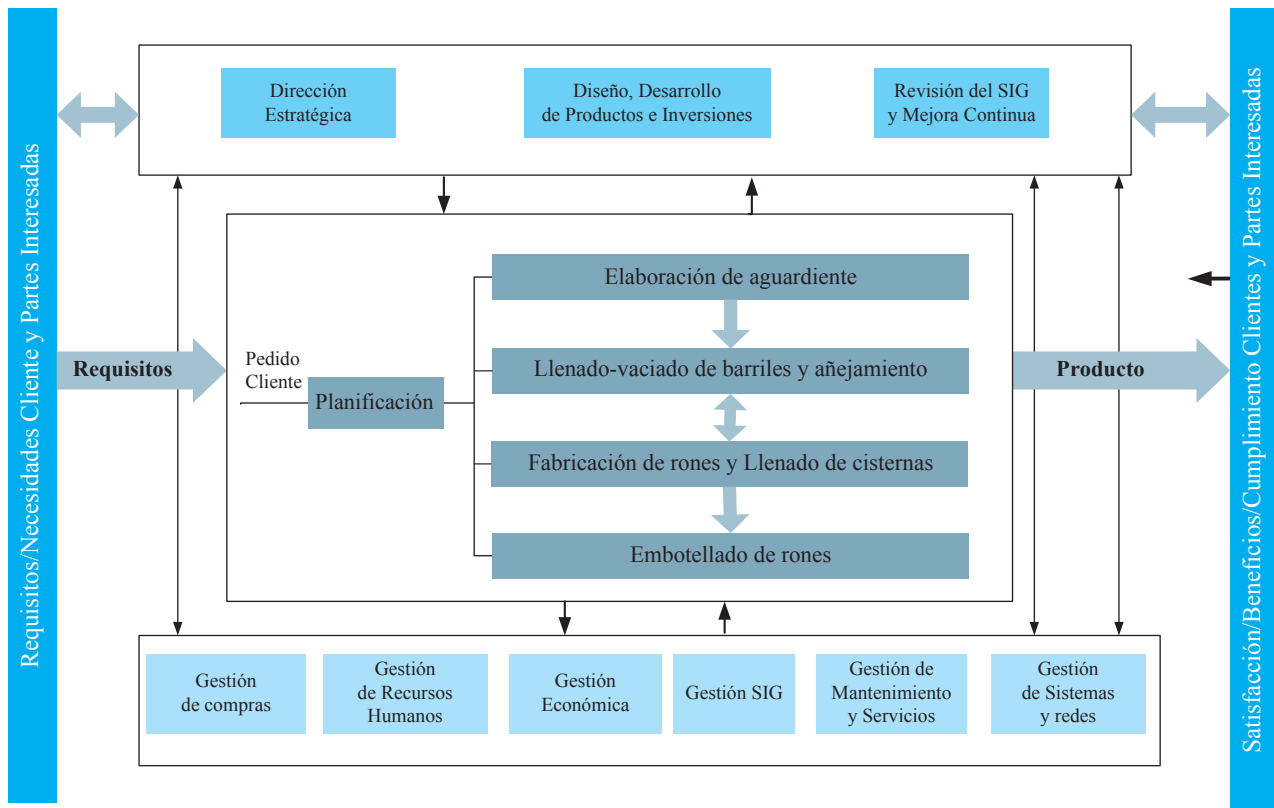 Requisitos/Necesidades Cliente y Partes Interesadas
Dirección
Estratégica
Diseño, Desarrollo
de Productos e Inversiones
Revisión del SIG
y Mejora Continua
Requisitos
Pedido
Cliente
Planificación
Elaboración de aguardiente
Llenado-vaciado de barriles y añejamiento
Fabricación de rones y Llenado de cisternas
Embotellado de rones
Producto
Gestión
de compras
Gestión
de Recursos
Humanos
Gestión
Económica
Gestión SIG
Gestión de
Mantenimiento
y Servicios
Gestión
de Sistemas
y redes
Satisfacción/Beneficios/Cumplimiento Clientes y Partes Interesadas